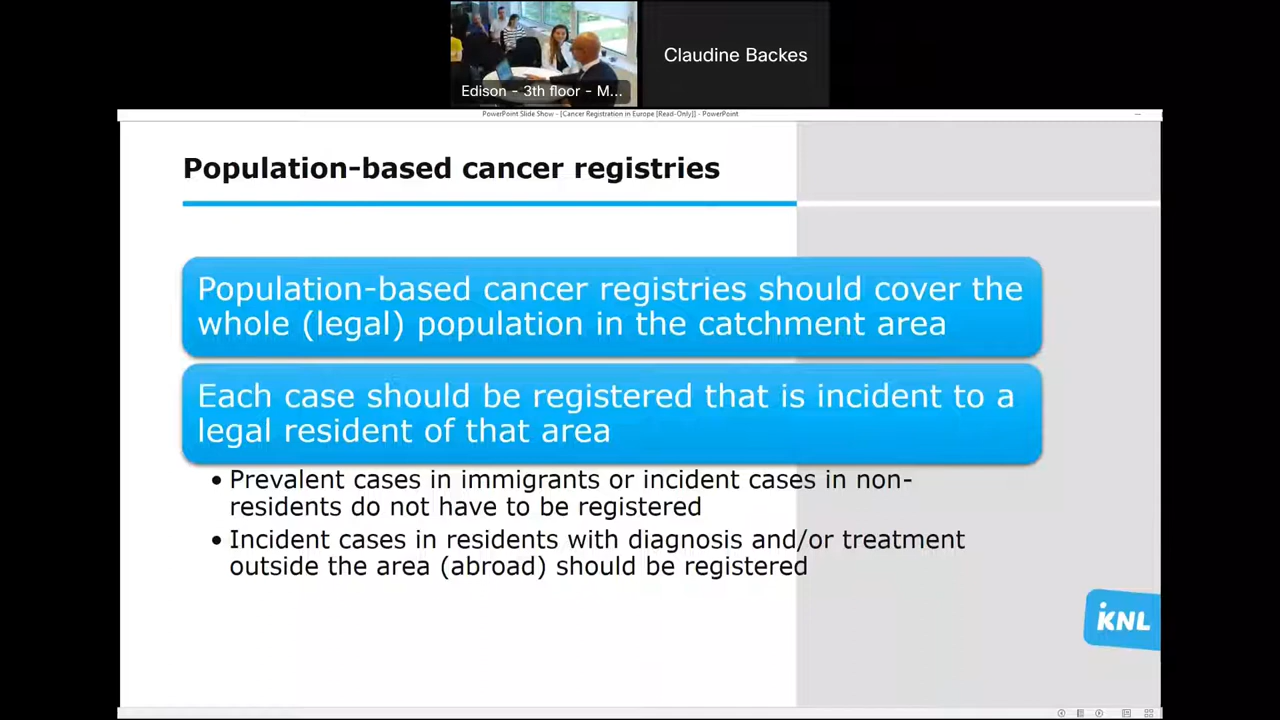 Edison - 3th floor - M...
Claudine Backes
PowerPoint Slide Show - [Cancer Registration in Europe [Read-Only]] - PowerPoint
Population-based cancer registries
Population-based cancer registries should cover the
whole (legal) population in the catchment area
Each case should be registered that is incident to a
legal resident of that area
• Prevalent cases in immigrants or incident cases in non-
residents do not have to be registered
• Incident cases in residents with diagnosis and/or treatment
outside the area (abroad) should be registered
iKNL